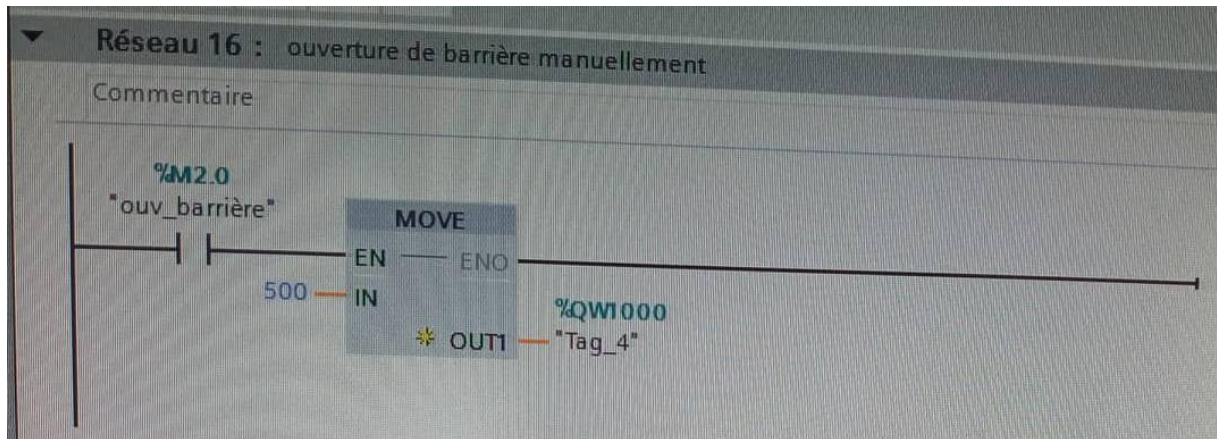 Réseau 16 : ouverture de barrière manuellement
Commentaire
%M2.0
"ouv_barrière"
MOVE
EN ENO
500 IN
%QW1000
OUT1 "Tag_4"